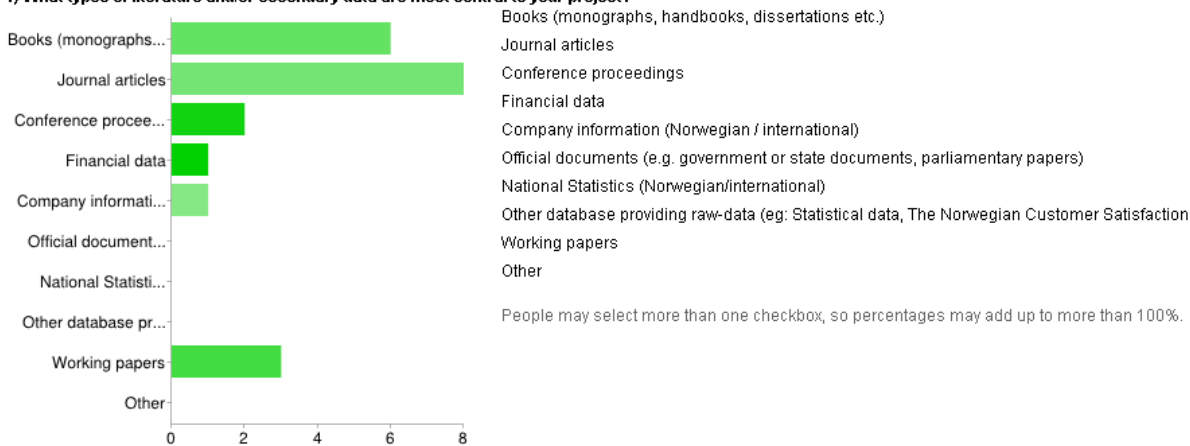 Books (monographs...
Journal articles
Conference procee...
Financial data
Company informati...
Official document...
National Statisti...
Other database pr...
Working papers
Other
0 2 4 6 8
Books (monographs, handbooks, dissertations etc.)
Journal articles
Conference proceedings
Financial data
Company information (Norwegian / international)
Official documents (e.g. government or state documents, parliamentary papers)
National Statistics (Norwegian/international)
Other database providing raw-data (eg: Statistical data, The Norwegian Customer Satisfaction
Working papers
Other
People may select more than one checkbox, so percentages may add up to more than 100%.